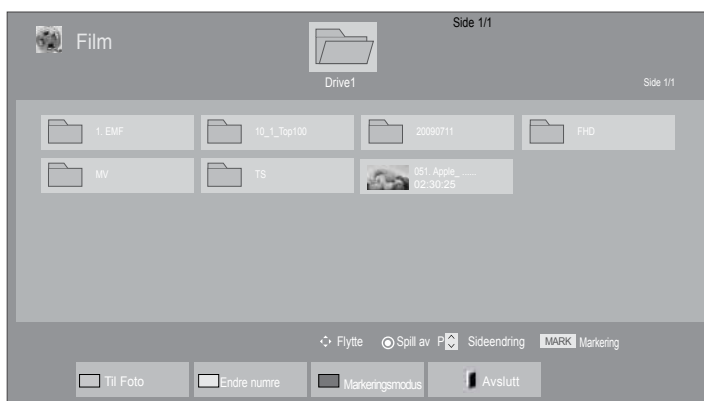 Side 1/1
Film
Drive1
Side 1/1
1. EMF
10_1_Top100
20090711
FHD
MV
TS
051. Apple_ ......
02:30:25
Flytte
Spill av
P
Sideendring
MARK
Markering
Til Foto
Endre numre
Markeringsmodus
Avslutt